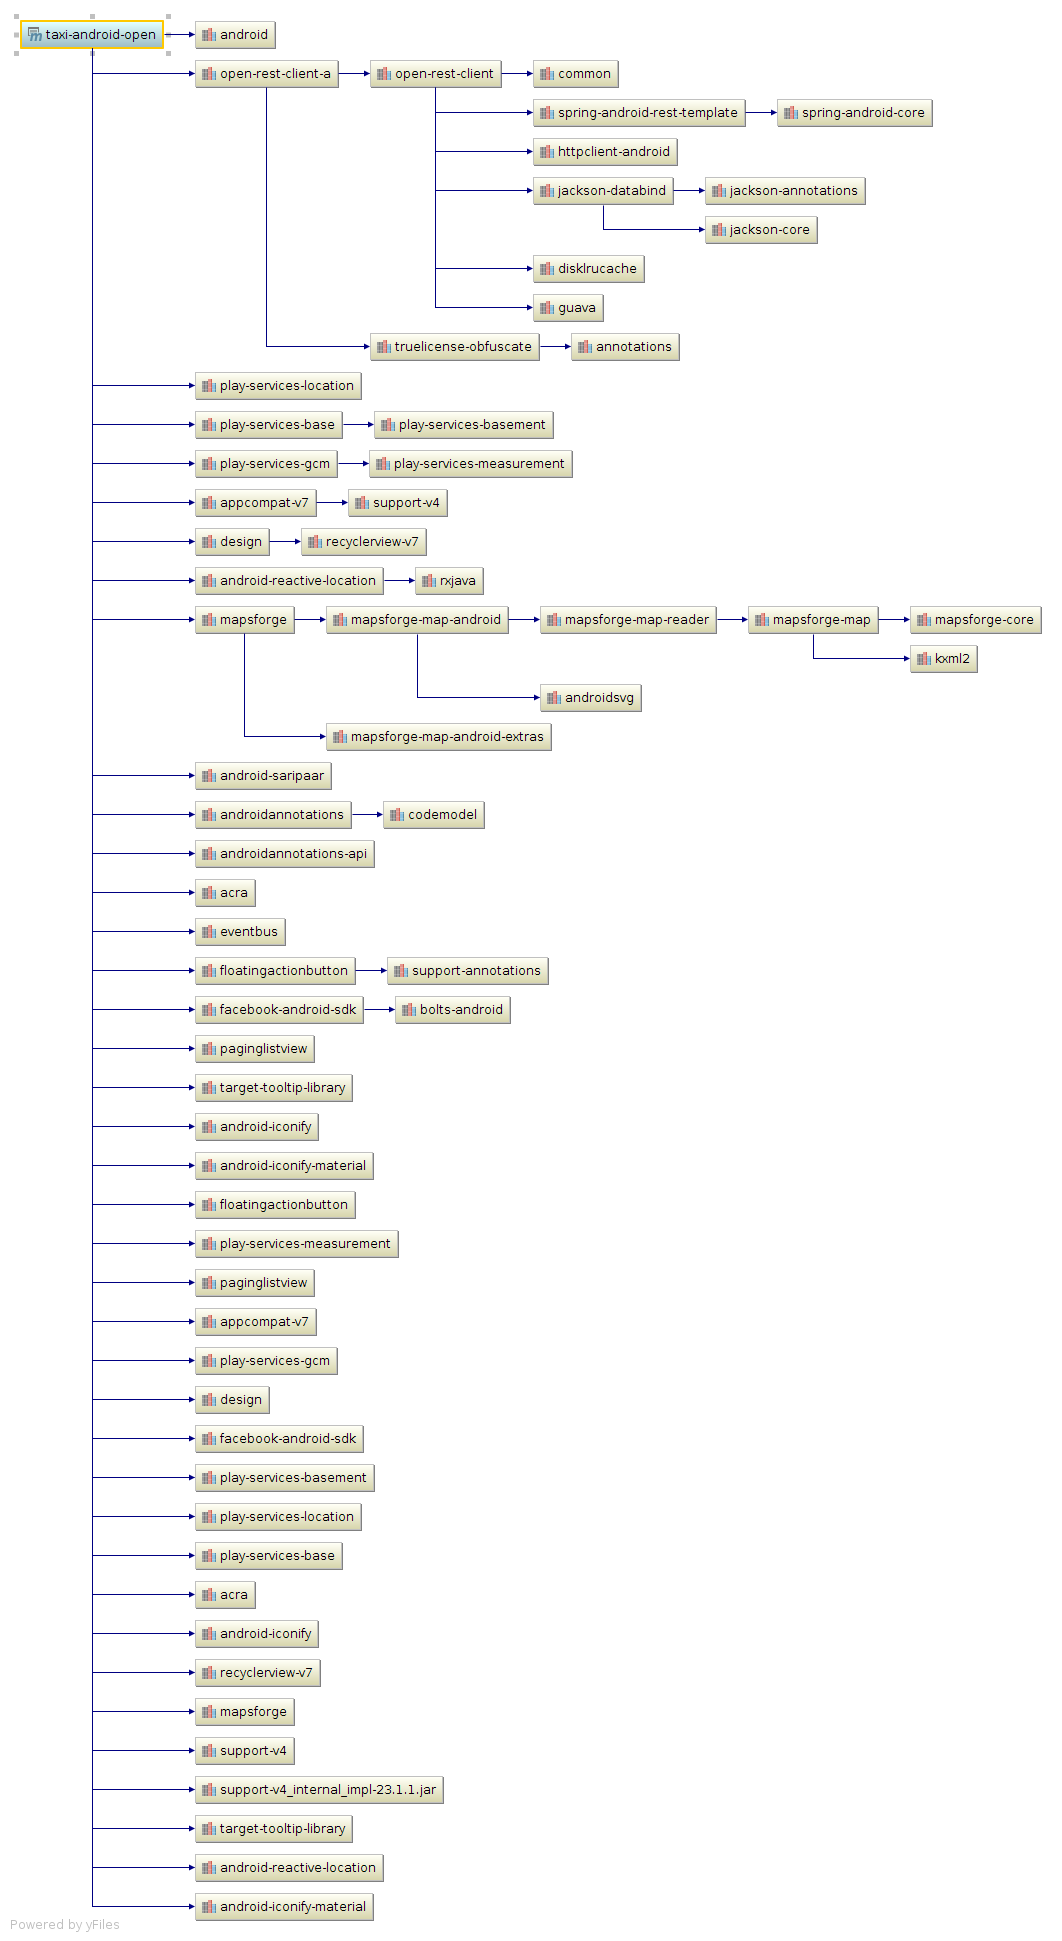 taxi-android-open
android
open-rest-client-a
open-rest-client
common
spring-android-rest-template
spring-android-core
httpclient-android
jackson-databind
jackson-annotations
jackson-core
disklrucache
guava
truelicense-obfuscate
annotations
play-services-location
play-services-base
play-services-basement
play-services-gcm
play-services-measurement
appcompat-v7
support-v4
design
recyclerview-v7
android-reactive-location
rxjava
mapsforge
mapsforge-map-android
mapsforge-map-reader
mapsforge-map
mapsforge-core
kxml2
androidsvg
mapsforge-map-android-extras
android-saripaar
androidannotations
codemodel
androidannotations-api
acra
eventbus
floatingactionbutton
support-annotations
facebook-android-sdk
bolts-android
paginglistview
target-tooltip-library
android-iconify
android-iconify-material
floatingactionbutton
play-services-measurement
paginglistview
appcompat-v7
play-services-gcm
design
facebook-android-sdk
play-services-basement
play-services-location
play-services-base
acra
android-iconify
recyclerview-v7
mapsforge
support-v4
support-v4_internal_impl-23.1.1.jar
target-tooltip-library
android-reactive-location
android-iconify-material
Powered by yFiles